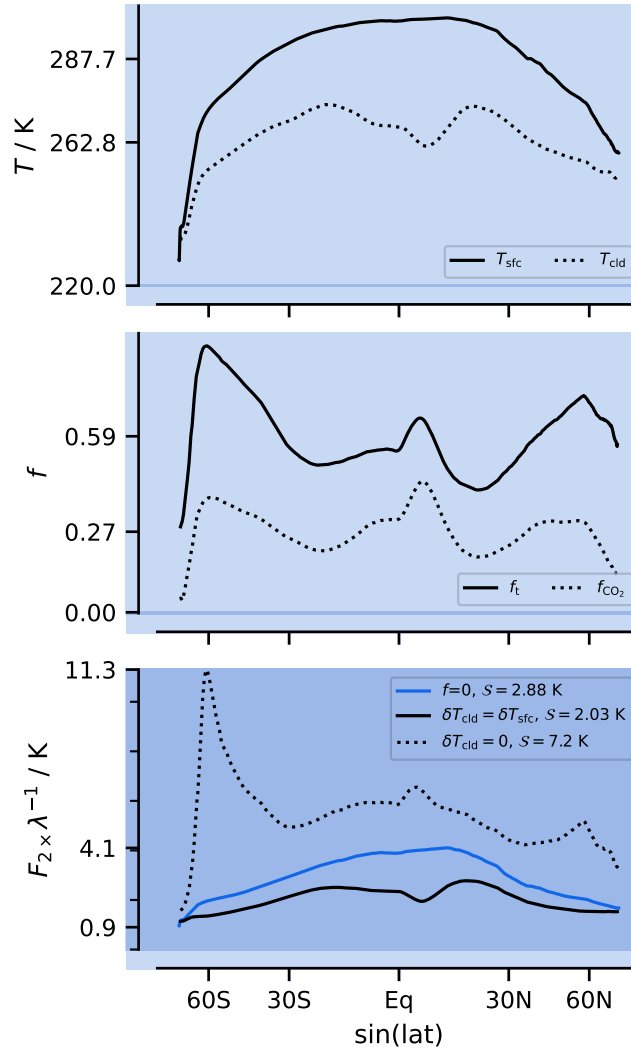 T / K
287.7
262.8
220.0
T_sfc T_cld
f
0.59
0.27
0.00
f_t f_CO₂
F₂ₓλ⁻¹ / K
11.3
4.1
0.9
f=0, 𝒮 = 2.88 K
δT_cld = δT_sfc, 𝒮 = 2.03 K
δT_cld = 0, 𝒮 = 7.2 K
60S 30S Eq 30N 60N
sin(lat)